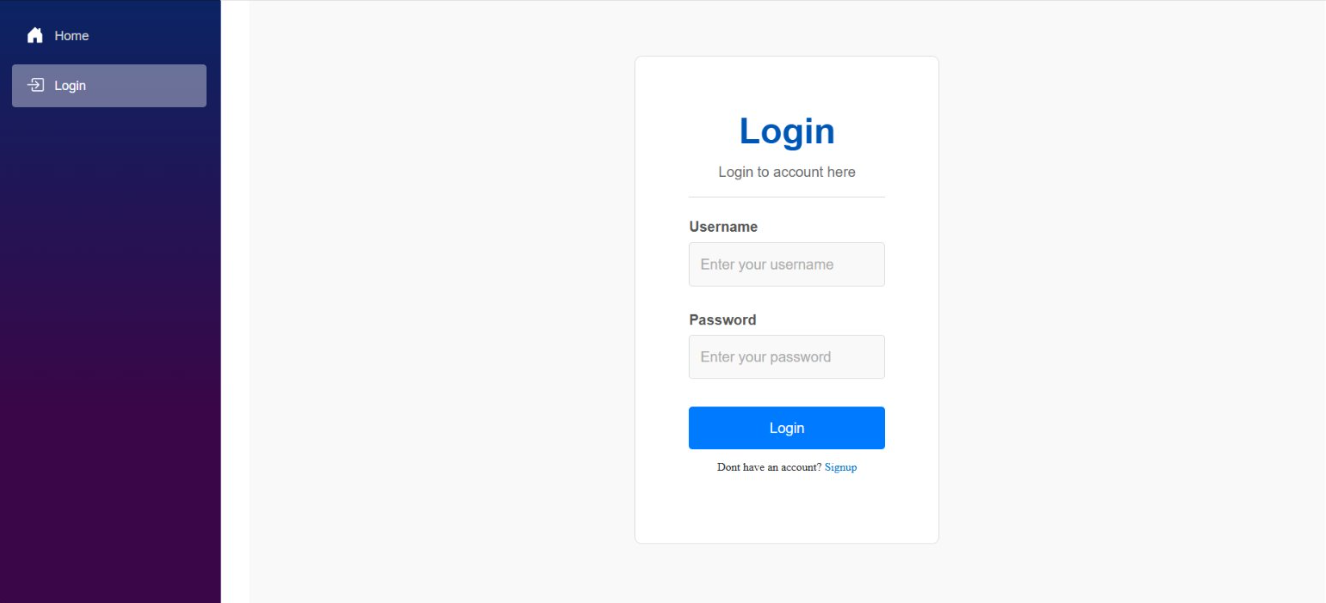 Home
Login
Login
Login to account here
Username
Enter your username
Password
Enter your password
Login
Dont have an account? Signup